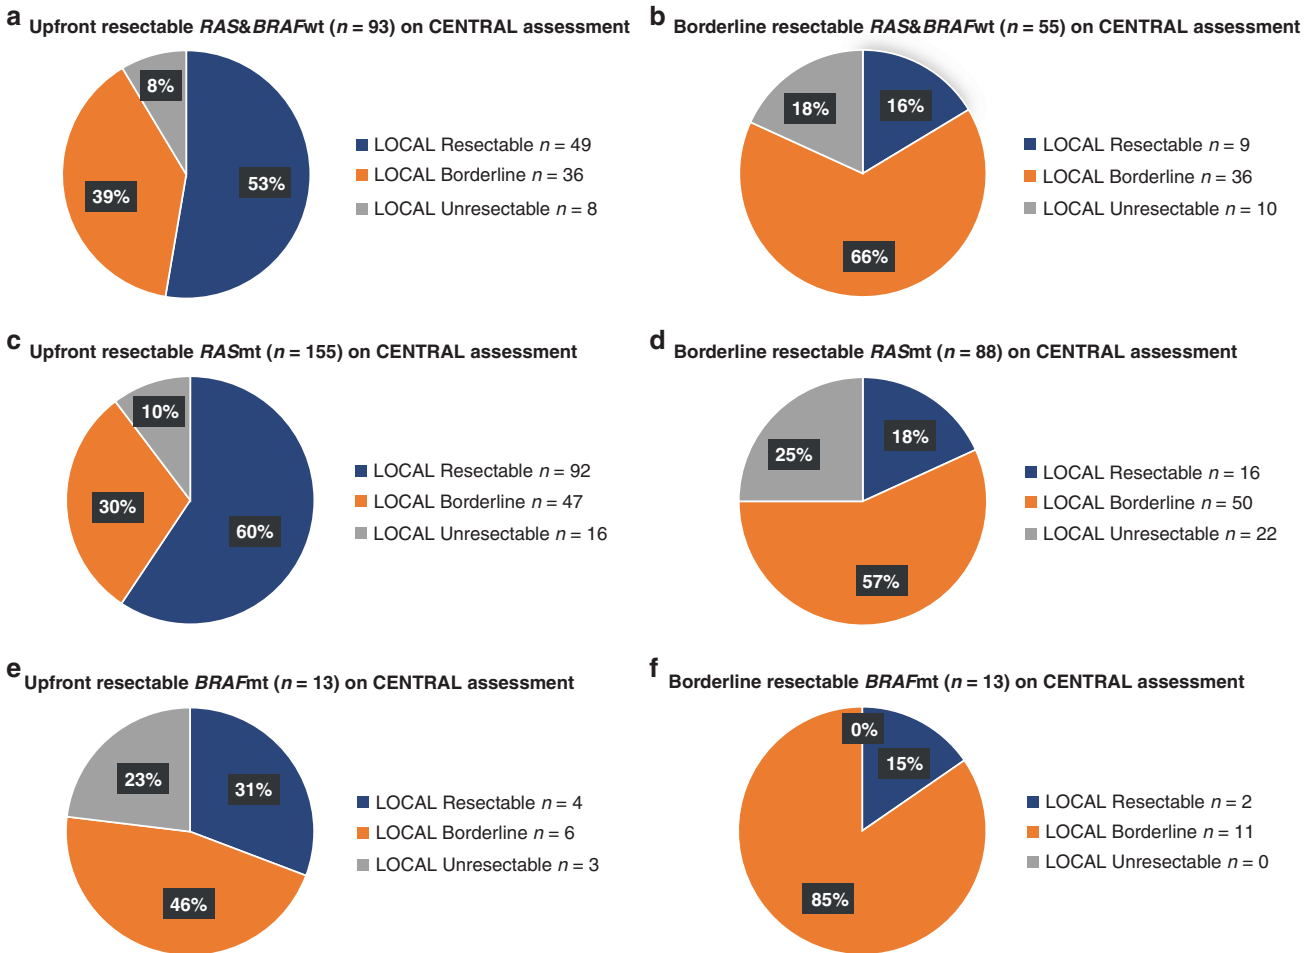 a Upfront resectable RAS&BRAFwt (n = 93) on CENTRAL assessment
8%
39%
53%
LOCAL Resectable n = 49
LOCAL Borderline n = 36
LOCAL Unresectable n = 8
b Borderline resectable RAS&BRAFwt (n = 55) on CENTRAL assessment
18%
16%
66%
LOCAL Resectable n = 9
LOCAL Borderline n = 36
LOCAL Unresectable n = 10
c Upfront resectable RASmt (n = 155) on CENTRAL assessment
10%
30%
60%
LOCAL Resectable n = 92
LOCAL Borderline n = 47
LOCAL Unresectable n = 16
d Borderline resectable RASmt (n = 88) on CENTRAL assessment
18%
25%
57%
LOCAL Resectable n = 16
LOCAL Borderline n = 50
LOCAL Unresectable n = 22
e Upfront resectable BRAFmt (n = 13) on CENTRAL assessment
23%
31%
46%
LOCAL Resectable n = 4
LOCAL Borderline n = 6
LOCAL Unresectable n = 3
f Borderline resectable BRAFmt (n = 13) on CENTRAL assessment
0%
15%
85%
LOCAL Resectable n = 2
LOCAL Borderline n = 11
LOCAL Unresectable n = 0